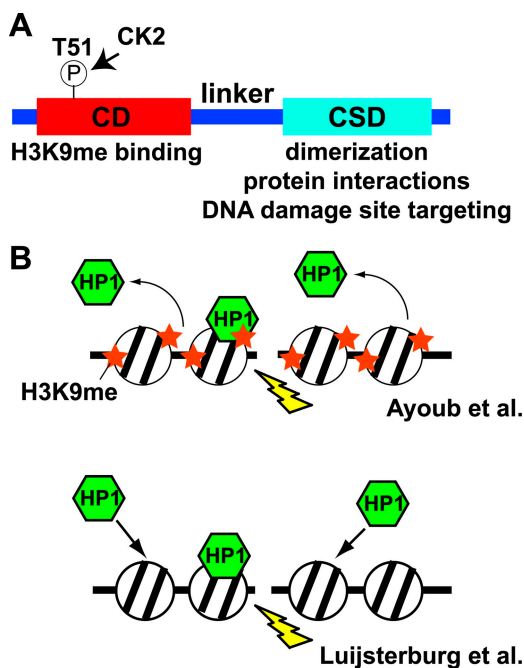 A
T51
CK2
P
linker
CD
CSD
H3K9me binding
dimerization
protein interactions
DNA damage site targeting
B
HP1
HP1
HP1
H3K9me
Ayoub et al.
HP1
HP1
HP1
Luijsterburg et al.